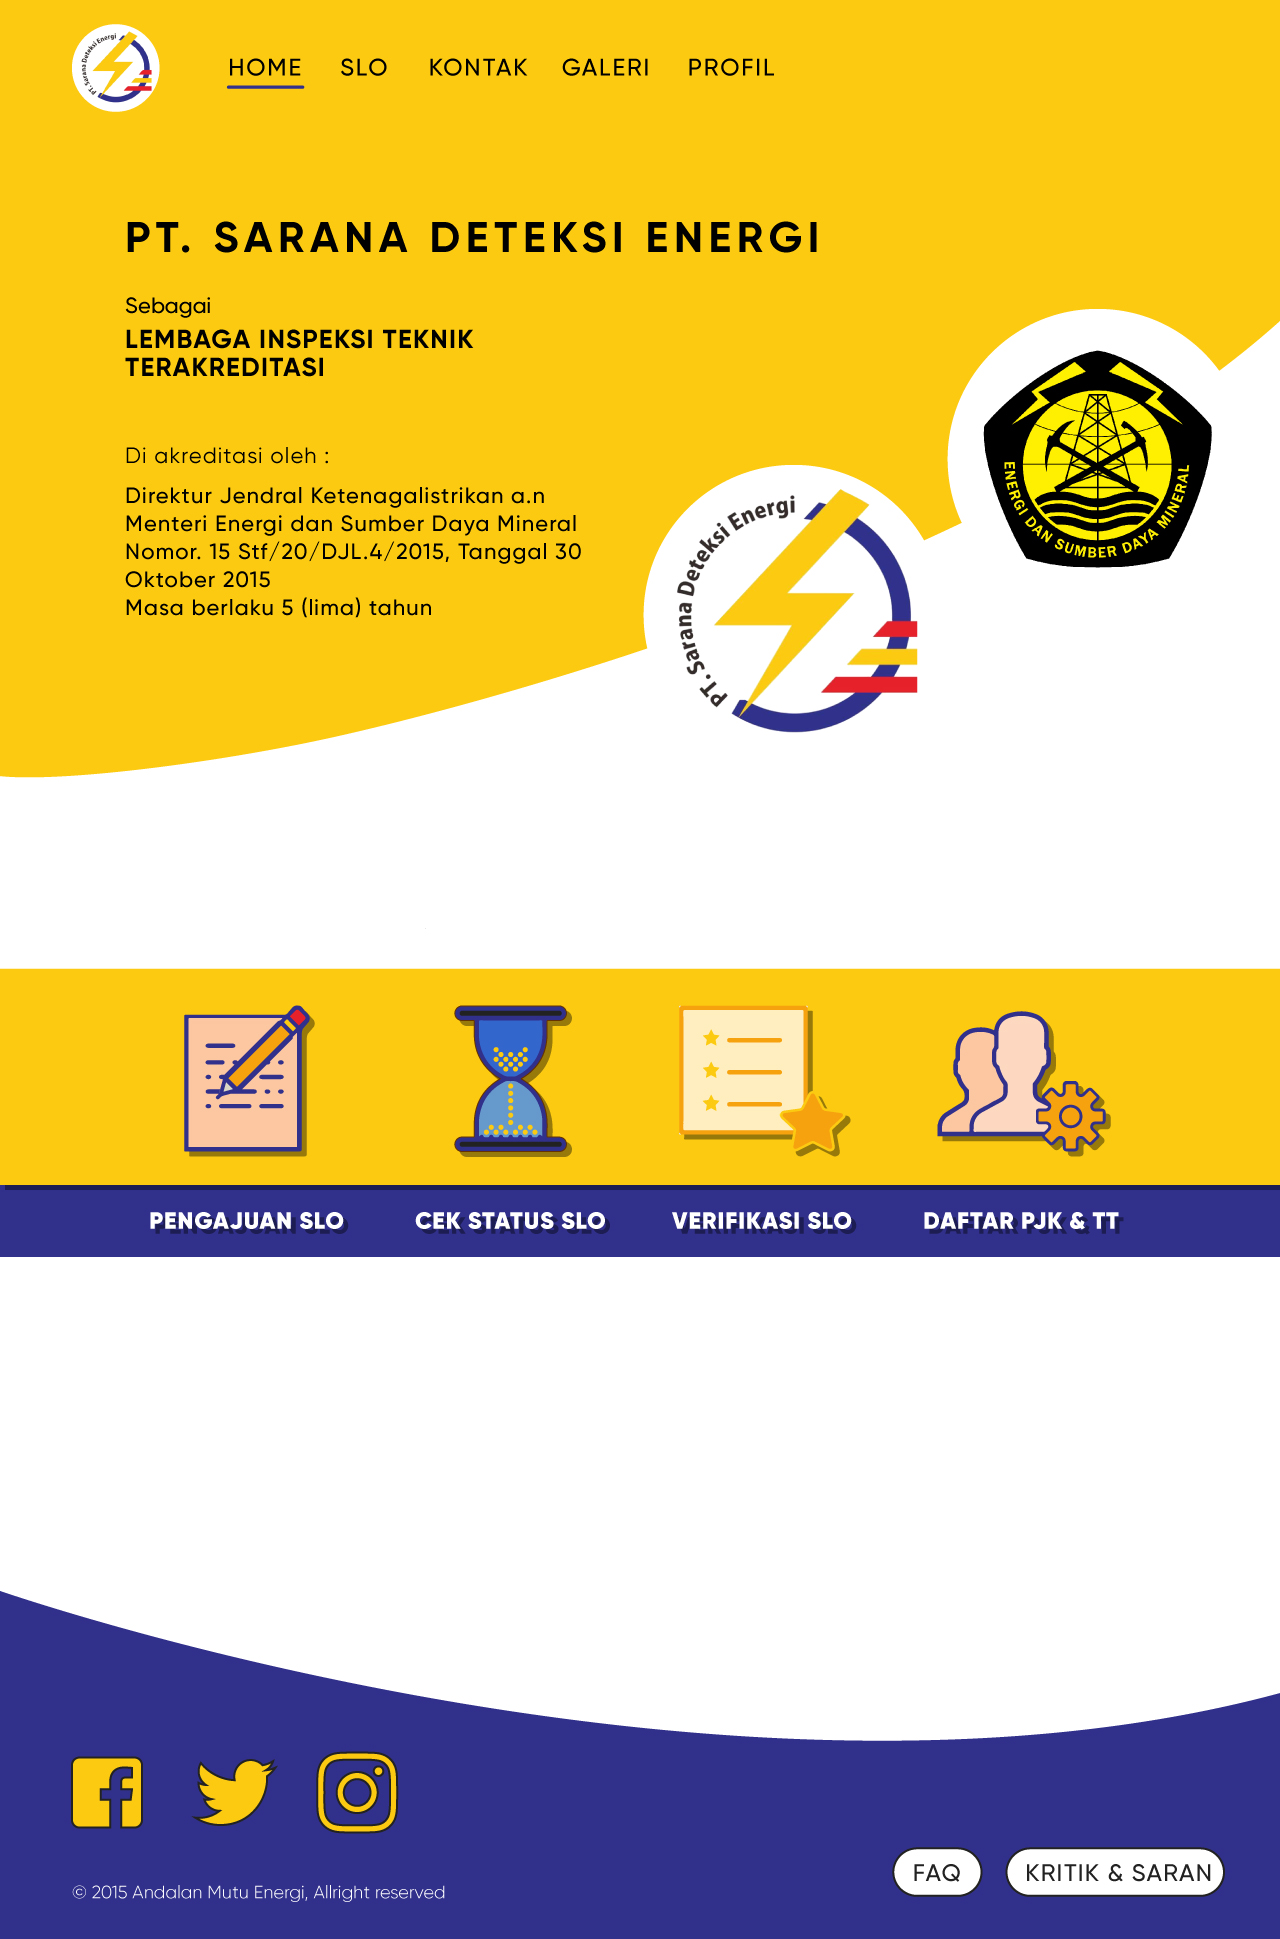 PT. Sarana Deteksi Energi
HOME
SLO
KONTAK
GALERI
PROFIL
PT. SARANA DETEKSI ENERGI
Sebagai
LEMBAGA INSPEKSI TEKNIK
TERAKREDITASI
Di akreditasi oleh :
Direktur Jendral Ketenagalistrikan a.n
Menteri Energi dan Sumber Daya Mineral
Nomor. 15 Stf/20/DJL.4/2015, Tanggal 30
Oktober 2015
Masa berlaku 5 (lima) tahun
PT. Sarana Deteksi Energi
ENERGI DAN SUMBER DAYA MINERAL
PENGAJUAN SLO
CEK STATUS SLO
VERIFIKASI SLO
DAFTAR PJK & TT
FAQ
KRITIK & SARAN
© 2015 Andalan Mutu Energi, Allright reserved